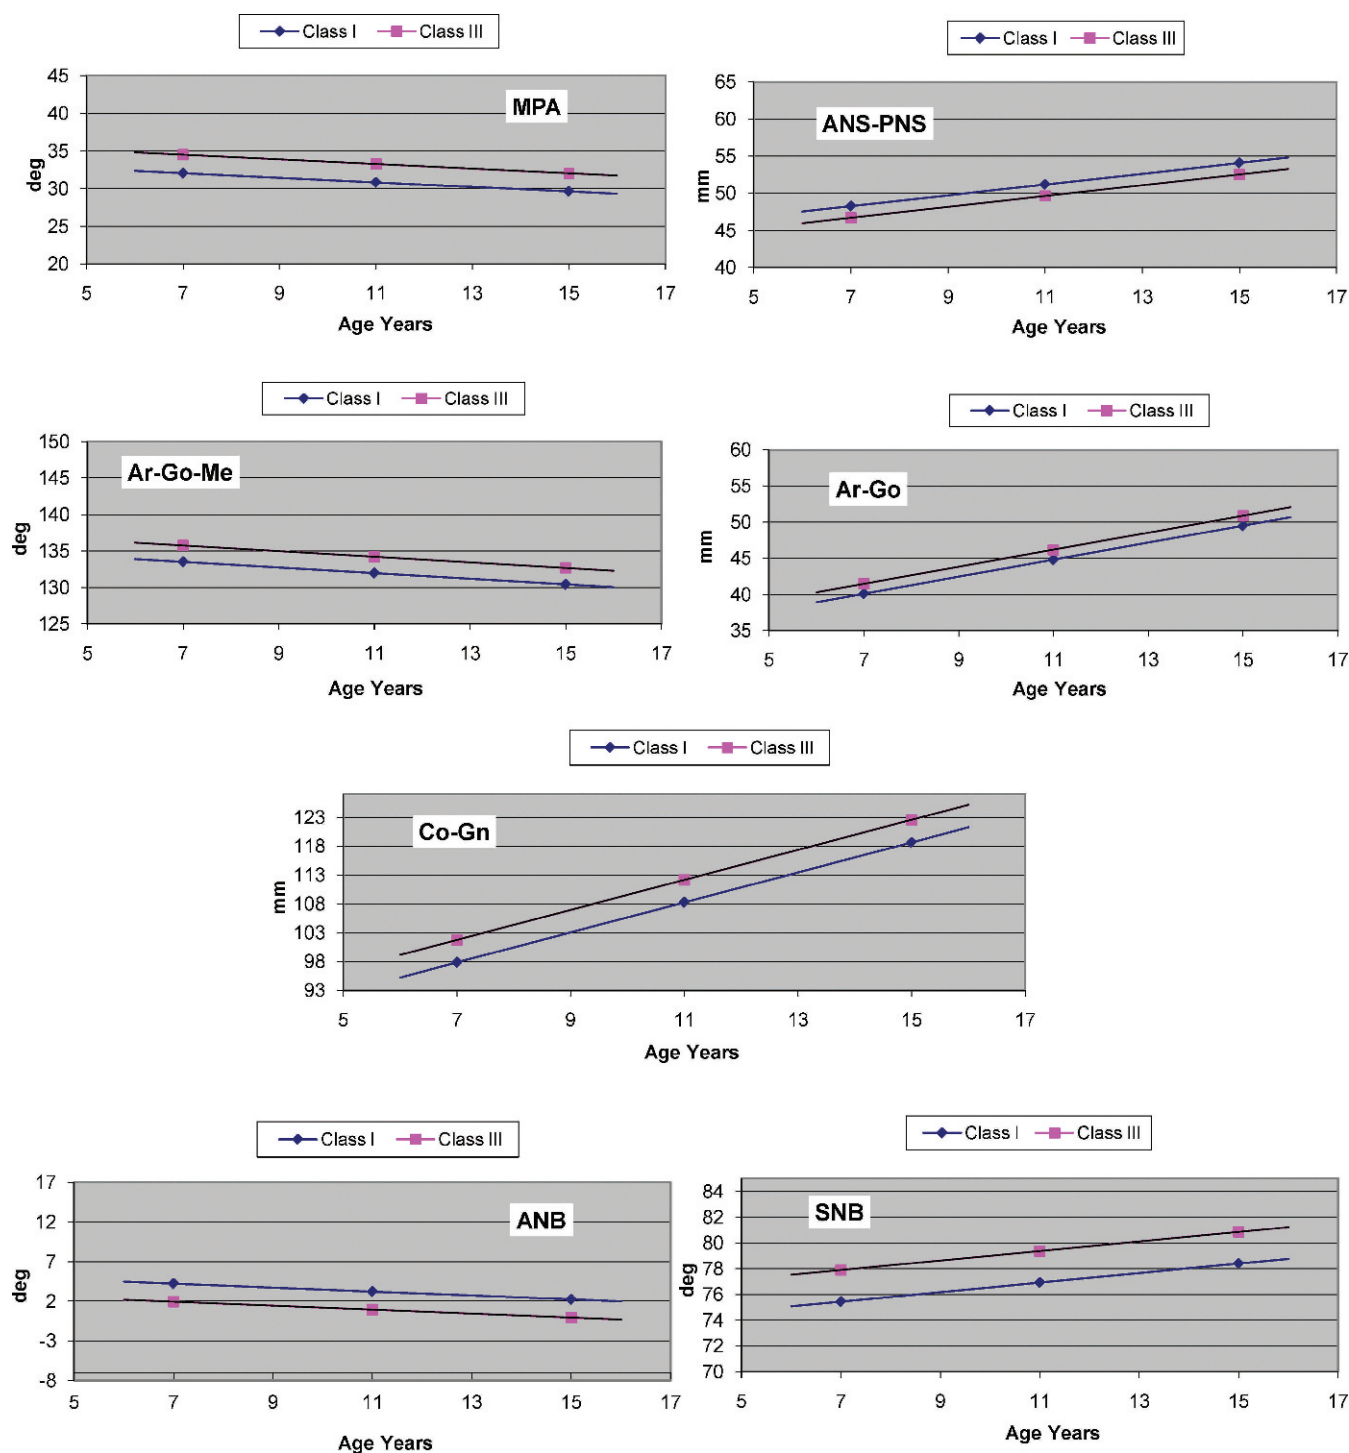 Class I Class III
MPA
45
40
35
30
25
20
deg
5 7 9 11 13 15 17
Age Years
Class I Class III
ANS-PNS
65
60
55
50
45
40
mm
5 7 9 11 13 15 17
Age Years
Class I Class III
Ar-Go-Me
150
145
140
135
130
125
deg
5 7 9 11 13 15 17
Age Years
Class I Class III
Ar-Go
60
55
50
45
40
35
mm
5 7 9 11 13 15 17
Age Years
Class I Class III
Co-Gn
123
118
113
108
103
98
93
mm
5 7 9 11 13 15 17
Age Years
Class I Class III
ANB
17
12
7
2
-3
-8
deg
5 7 9 11 13 15 17
Age Years
Class I Class III
SNB
84
82
80
78
76
74
72
70
deg
5 7 9 11 13 15 17
Age Years